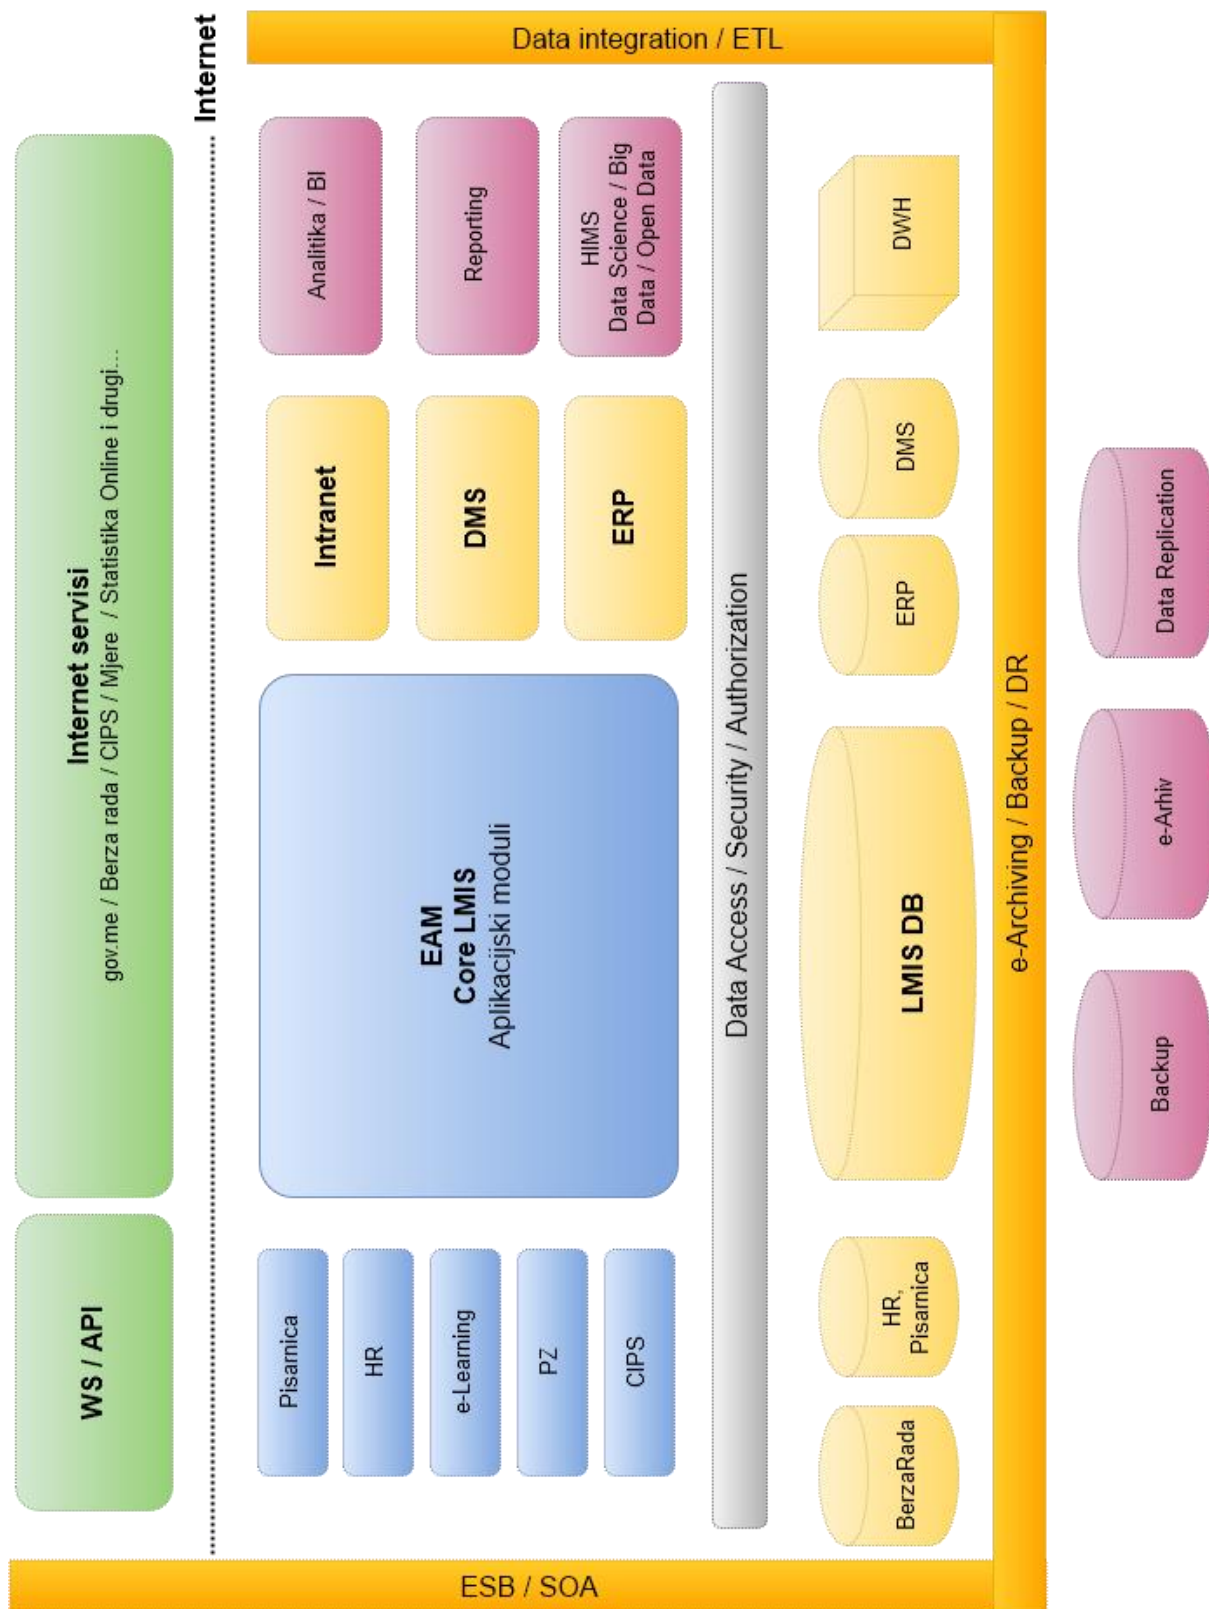 WS / API
Internet servisi
gov.me / Berza rada / CIPS / Mjere / Statistika Online i drugi...
Internet
ESB / SOA
Pisarnica
HR
e-Learning
PZ
CIPS
EAM
Core LMIS
Aplikacijski moduli
Intranet
DMS
ERP
Analitika / BI
Reporting
HIMS
Data Science / Big
Data / Open Data
Data integration / ETL
Data Access / Security / Authorization
BerzaRada
HR,
Pisarnica
LMIS DB
ERP
DMS
DWH
e-Archiving / Backup / DR
Backup
e-Arhiv
Data Replication